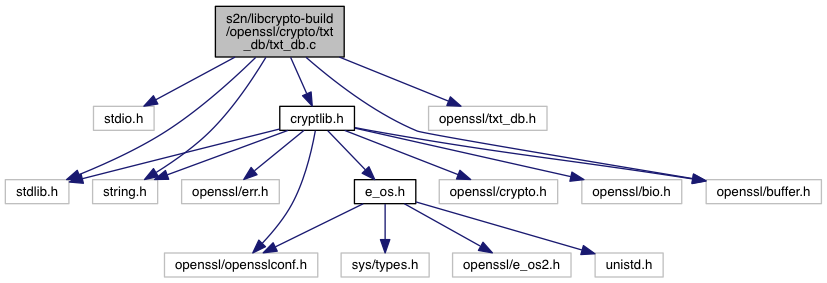 s2n/libcrypto-build
/openssl/crypto/txt
_db/txt_db.c
stdio.h
cryptlib.h
openssl/txt_db.h
stdlib.h
string.h
openssl/err.h
e_os.h
openssl/crypto.h
openssl/bio.h
openssl/buffer.h
openssl/opensslconf.h
sys/types.h
openssl/e_os2.h
unistd.h